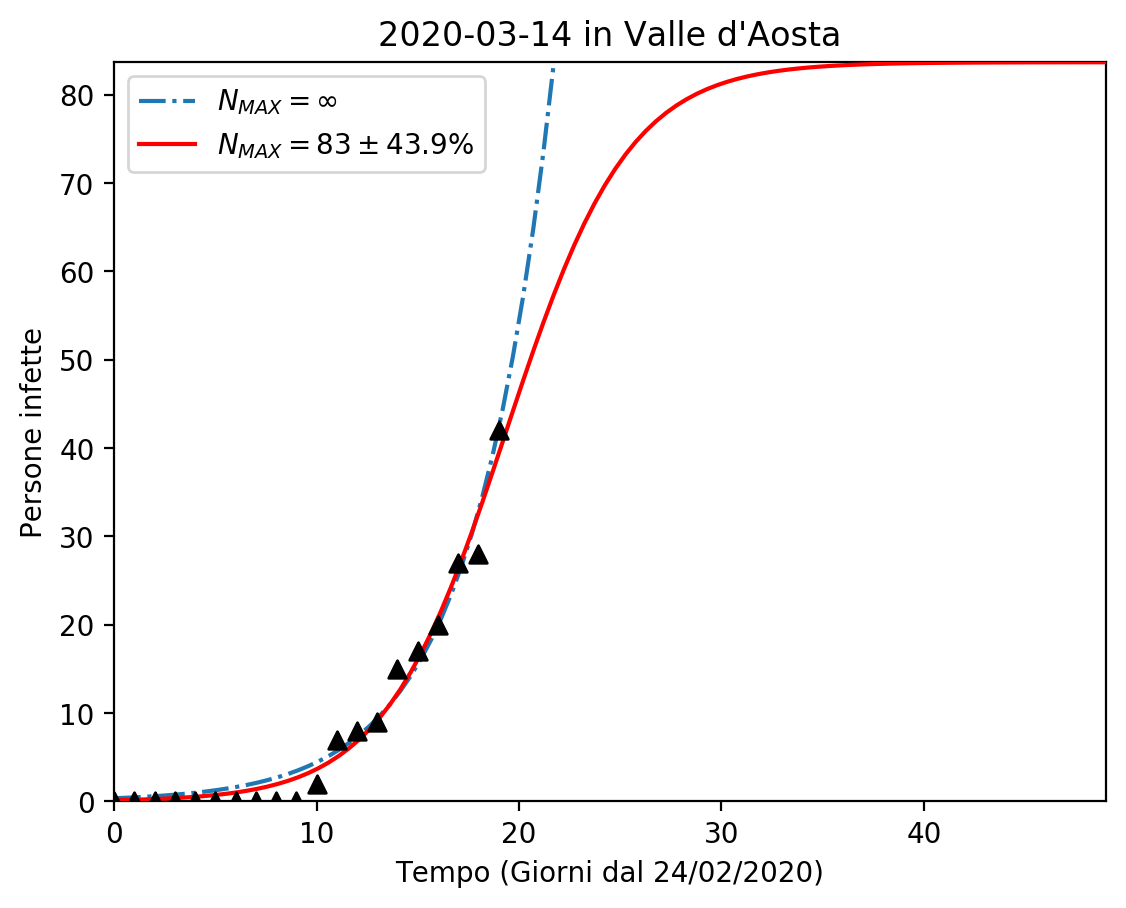 2020-03-14 in Valle d'Aosta
N_MAX = ∞
N_MAX = 83 ± 43.9%
Persone infette
80
70
60
50
40
30
20
10
0
0 10 20 30 40
Tempo (Giorni dal 24/02/2020)